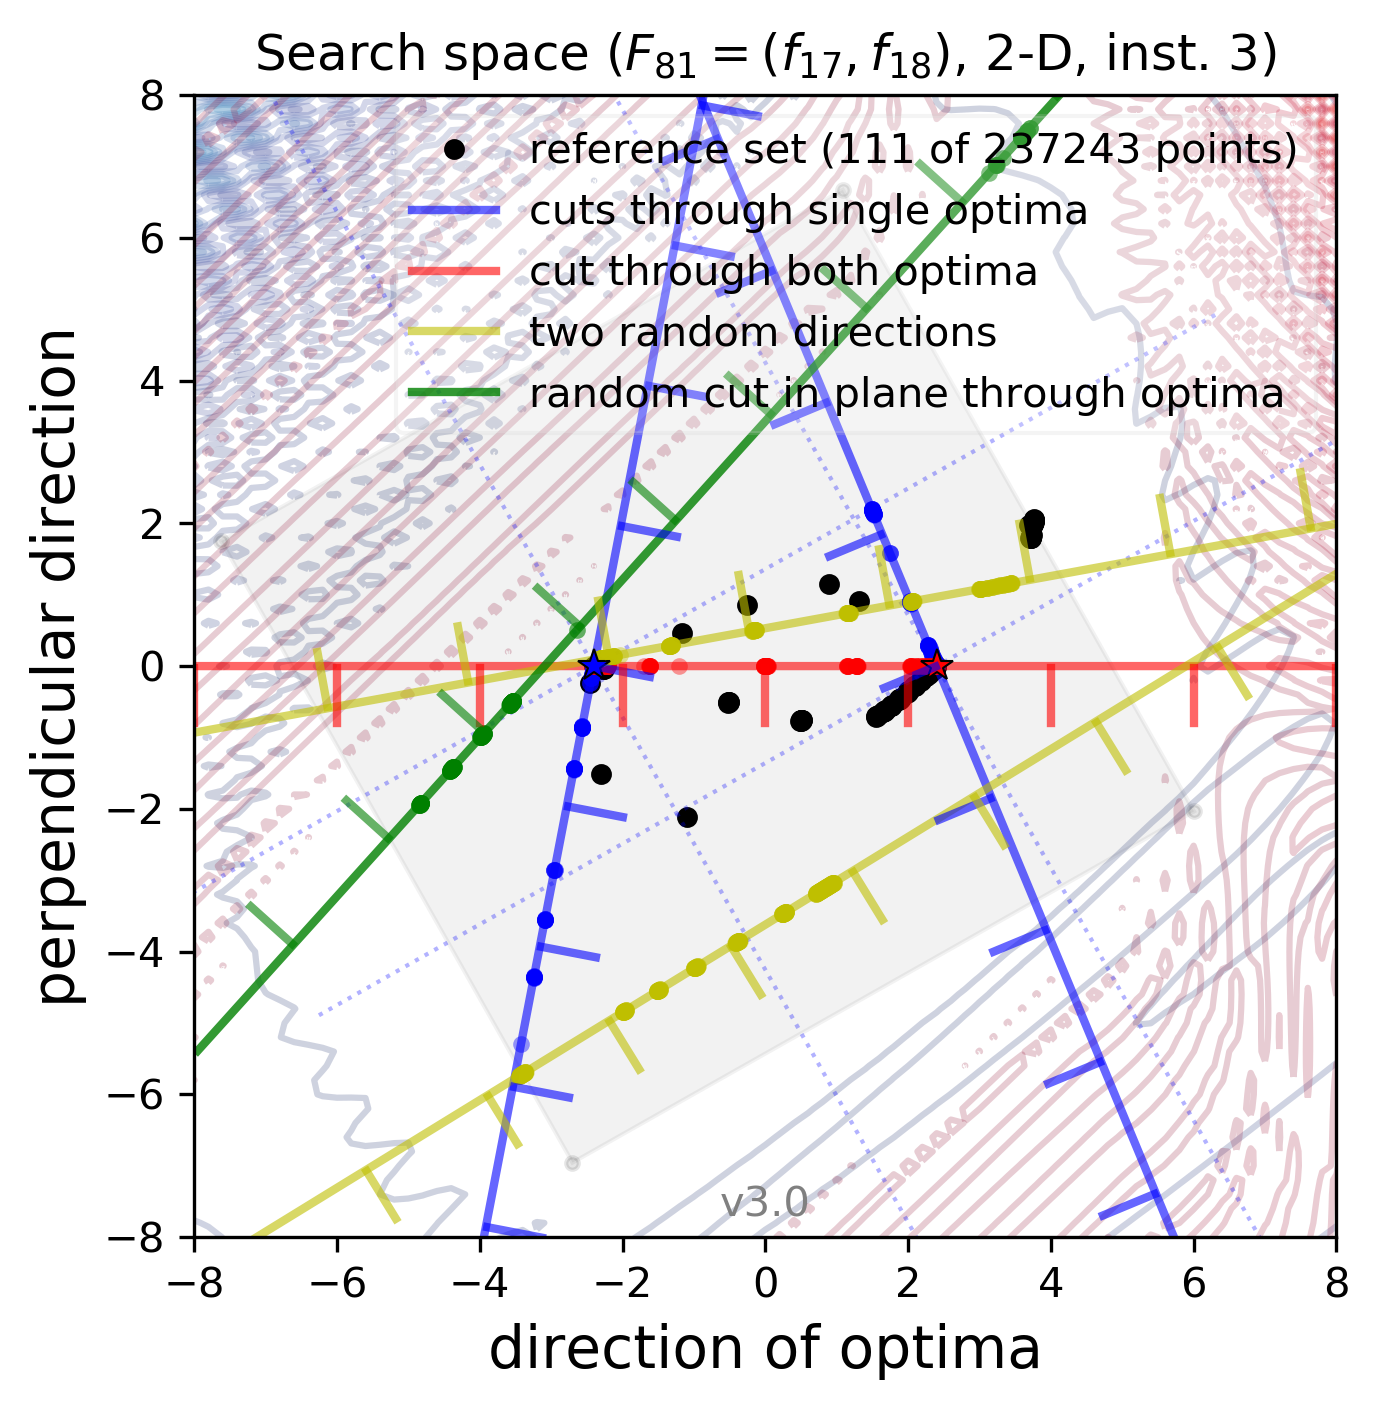 Search space (F₈₁ = (f₁₇, f₁₈), 2-D, inst. 3)
reference set (111 of 237243 points)
cuts through single optima
cut through both optima
two random directions
random cut in plane through optima
perpendicular direction
8
6
4
2
0
−2
−4
−6
−8
v3.0
−8 −6 −4 −2 0 2 4 6 8
direction of optima